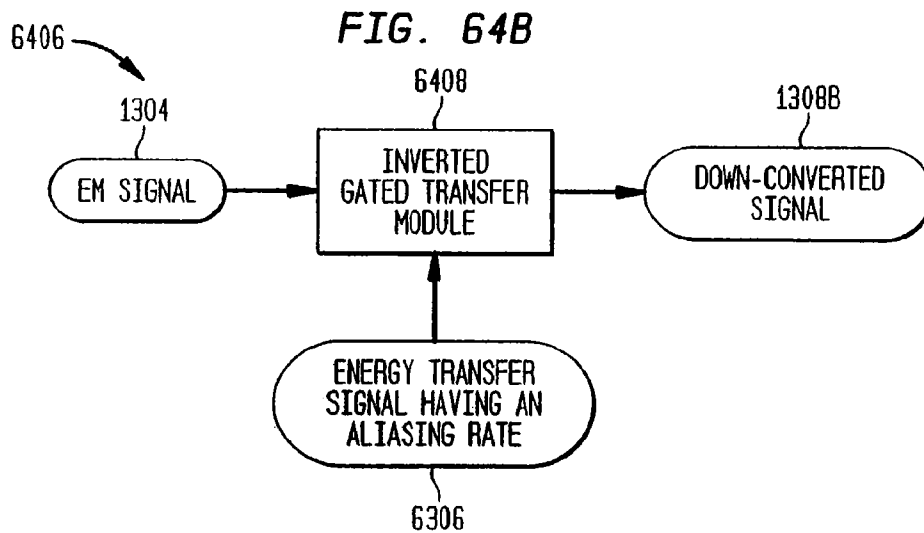 FIG. 64B
6406
1304
EM SIGNAL
6408
INVERTED
GATED TRANSFER
MODULE
1308B
DOWN-CONVERTED
SIGNAL
ENERGY TRANSFER
SIGNAL HAVING AN
ALIASING RATE
6306